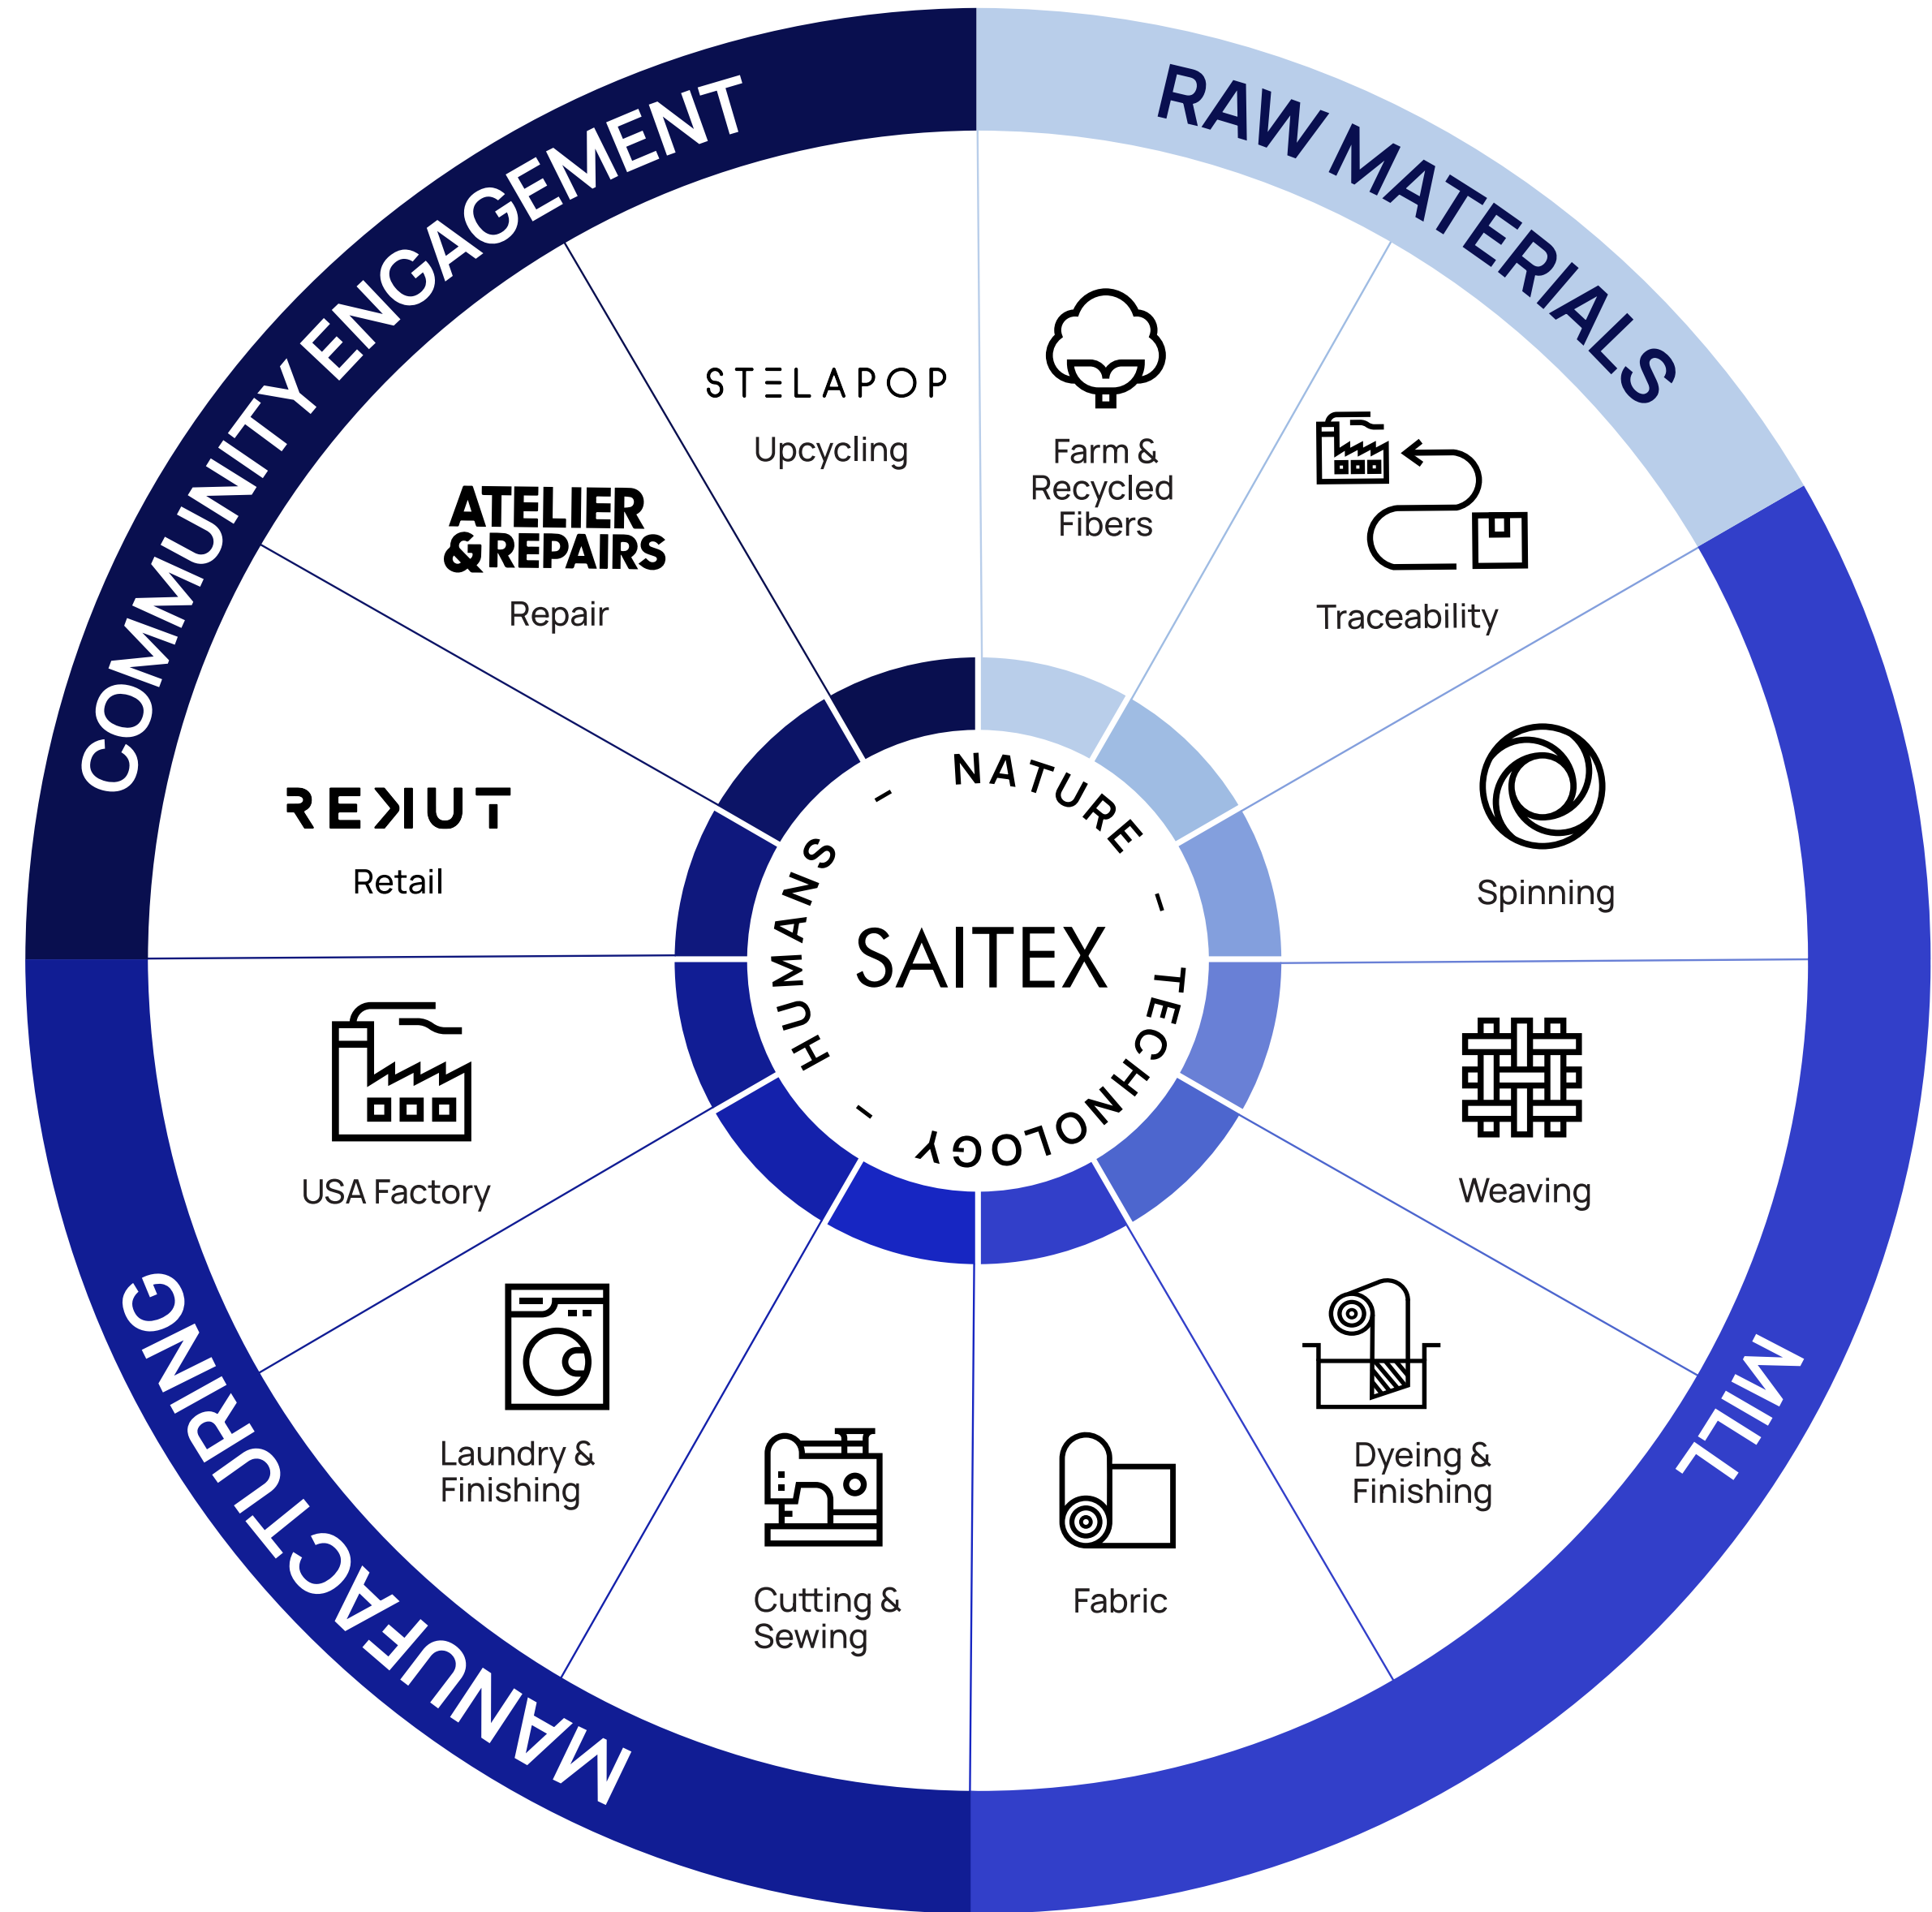 COMMUNITY ENGAGEMENT
RAW MATERIALS
MILL
MANUFACTURING
STELAPOP
Upcycling
Farm &
Recycled
Fibers
Traceability
Spinning
Weaving
Dyeing &
Finishing
Fabric
Cutting &
Sewing
Laundry &
Finishing
USA Factory
REKUT
Retail
ATELIER
&REPAIRS
Repair
NATURE - TECHNOLOGY - HUMANS -
SAITEX